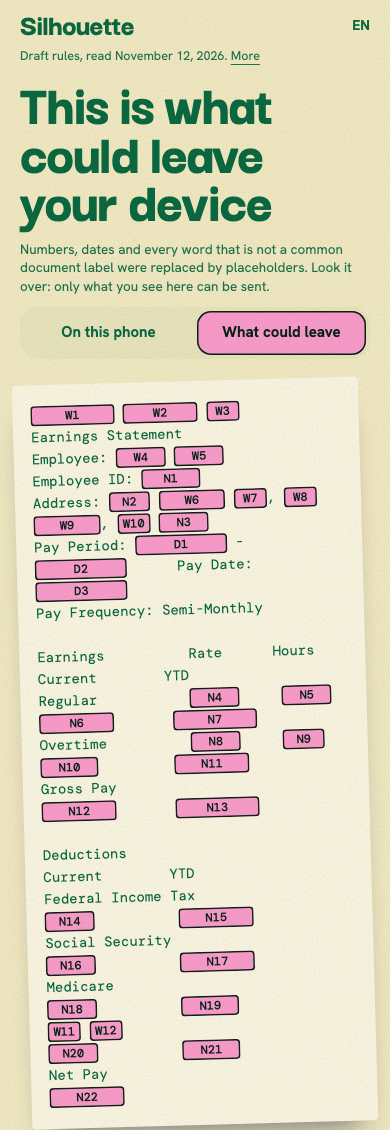 Silhouette
EN
Draft rules, read November 12, 2026. More
This is what
could leave
your device
Numbers, dates and every word that is not a common
document label were replaced by placeholders. Look it
over: only what you see here can be sent.
On this phone
What could leave
W1 W2 W3
Earnings Statement
Employee: W4 W5
Employee ID: N1
Address: N2 W6 W7, W8
W9, W10 N3
Pay Period: D1 -
D2 Pay Date:
D3
Pay Frequency: Semi-Monthly
Earnings Rate Hours
Current YTD
Regular N4 N5
N6 N7
Overtime N8 N9
N10 N11
Gross Pay
N12 N13
Deductions
Current YTD
Federal Income Tax
N14 N15
Social Security
N16 N17
Medicare
N18 N19
W11 W12
N20 N21
Net Pay
N22